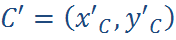 C' = (x'_C, y'_C)